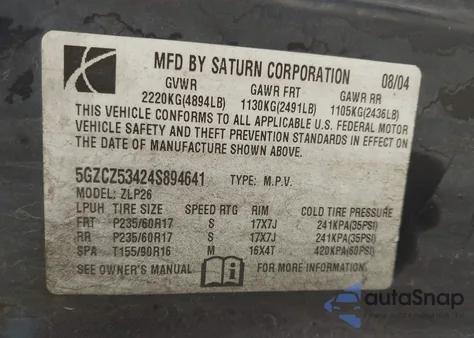 MFD BY SATURN CORPORATION 08/04
GVWR GAWR FRT GAWR RR
2220KG(4894LB) 1130KG(2491LB) 1105KG(2436LB)
THIS VEHICLE CONFORMS TO ALL APPLICABLE U.S. FEDERAL MOTOR
VEHICLE SAFETY AND THEFT PREVENTION STANDARDS IN EFFECT ON
THE DATE OF MANUFACTURE SHOWN ABOVE.
5GZCZ53424S894641 TYPE: M.P.V.
MODEL: ZLP26
LPUH TIRE SIZE SPEED RTG RIM COLD TIRE PRESSURE
FRT P235/60R17 S 17X7J 241KPA(35PSI)
RR P235/60R17 S 17X7J 241KPA(35PSI)
SPA T155/90R16 M 16X4T 420KPA(60PSI)
SEE OWNER'S MANUAL
autoSnap